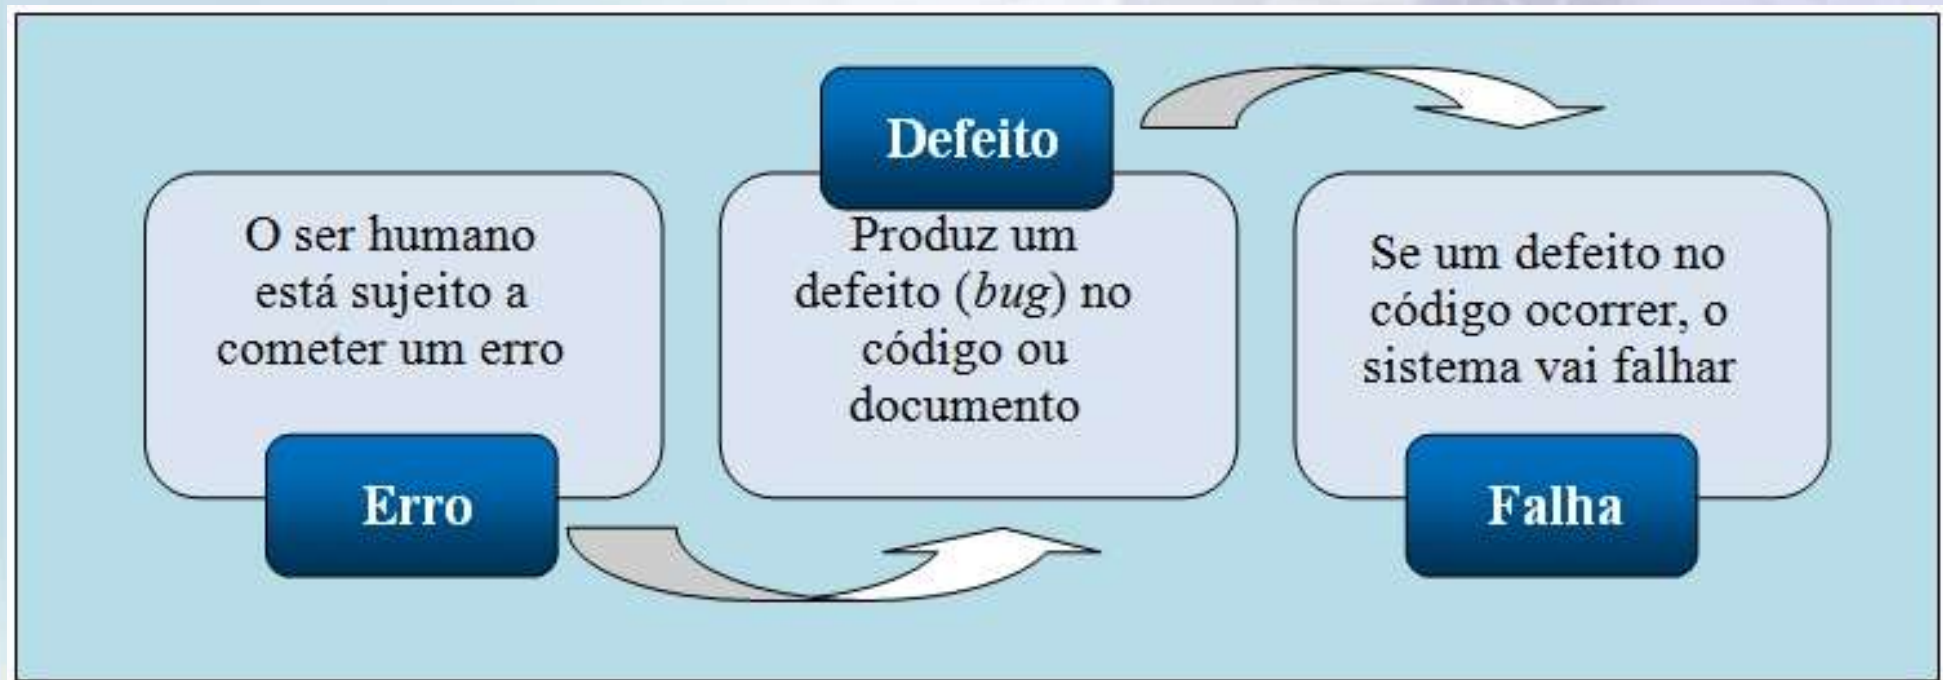 O ser humano
está sujeito a
cometer um erro
Erro
Defeito
Produz um
defeito (bug) no
código ou
documento
Se um defeito no
código ocorrer, o
sistema vai falhar
Falha